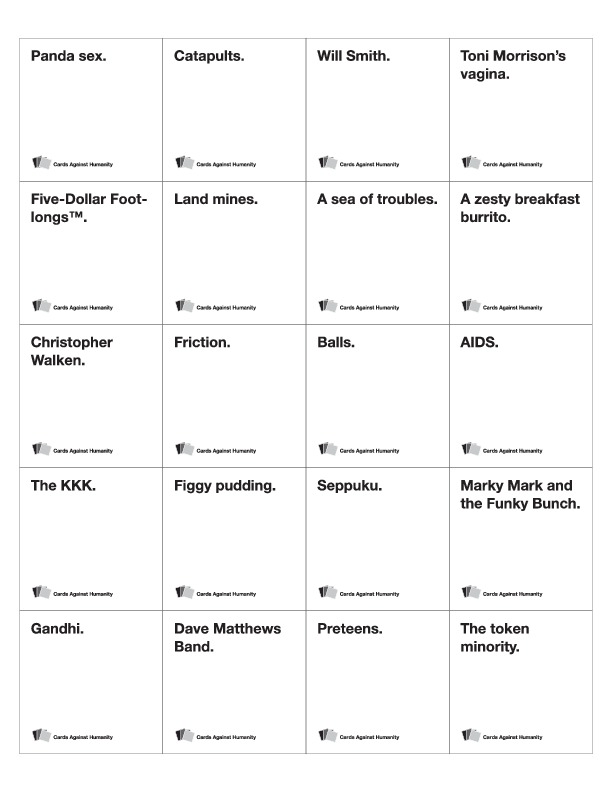 Panda sex.
Catapults.
Will Smith.
Toni Morrison's
vagina.
Cards Against Humanity
Cards Against Humanity
Cards Against Humanity
Cards Against Humanity
Five-Dollar Foot-
longs™.
Land mines.
A sea of troubles.
A zesty breakfast
burrito.
Cards Against Humanity
Cards Against Humanity
Cards Against Humanity
Cards Against Humanity
Christopher
Walken.
Friction.
Balls.
AIDS.
Cards Against Humanity
Cards Against Humanity
Cards Against Humanity
Cards Against Humanity
The KKK.
Figgy pudding.
Seppuku.
Marky Mark and
the Funky Bunch.
Cards Against Humanity
Cards Against Humanity
Cards Against Humanity
Cards Against Humanity
Gandhi.
Dave Matthews
Band.
Preteens.
The token
minority.
Cards Against Humanity
Cards Against Humanity
Cards Against Humanity
Cards Against Humanity